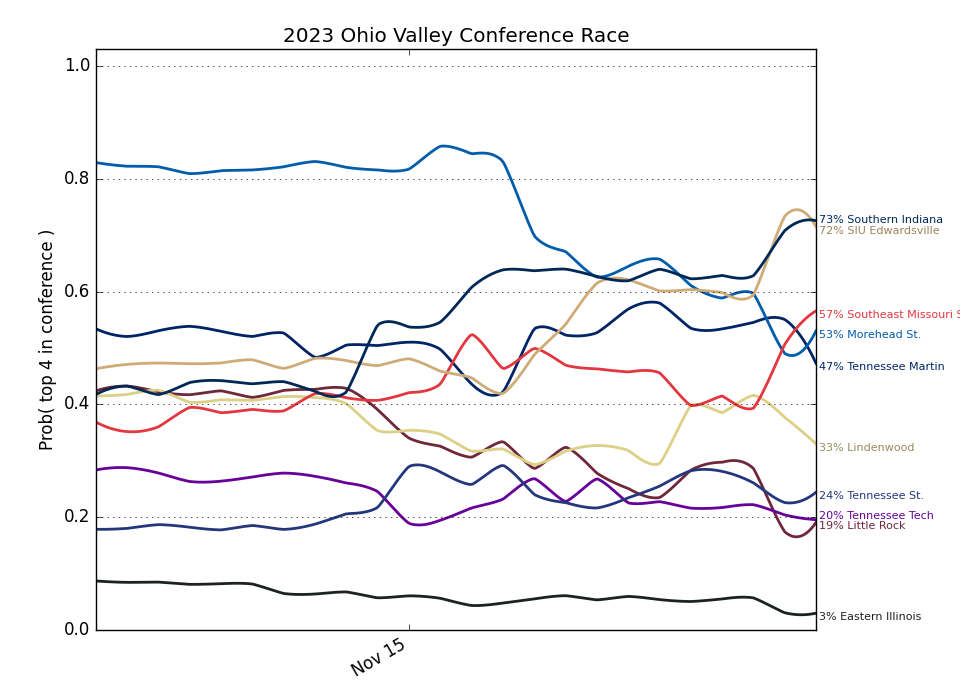 2023 Ohio Valley Conference Race
Prob( top 4 in conference )
1.0
0.8
0.6
0.4
0.2
0.0
Nov 15
73% Southern Indiana
72% SIU Edwardsville
57% Southeast Missouri S
53% Morehead St.
47% Tennessee Martin
33% Lindenwood
24% Tennessee St.
20% Tennessee Tech
19% Little Rock
3% Eastern Illinois